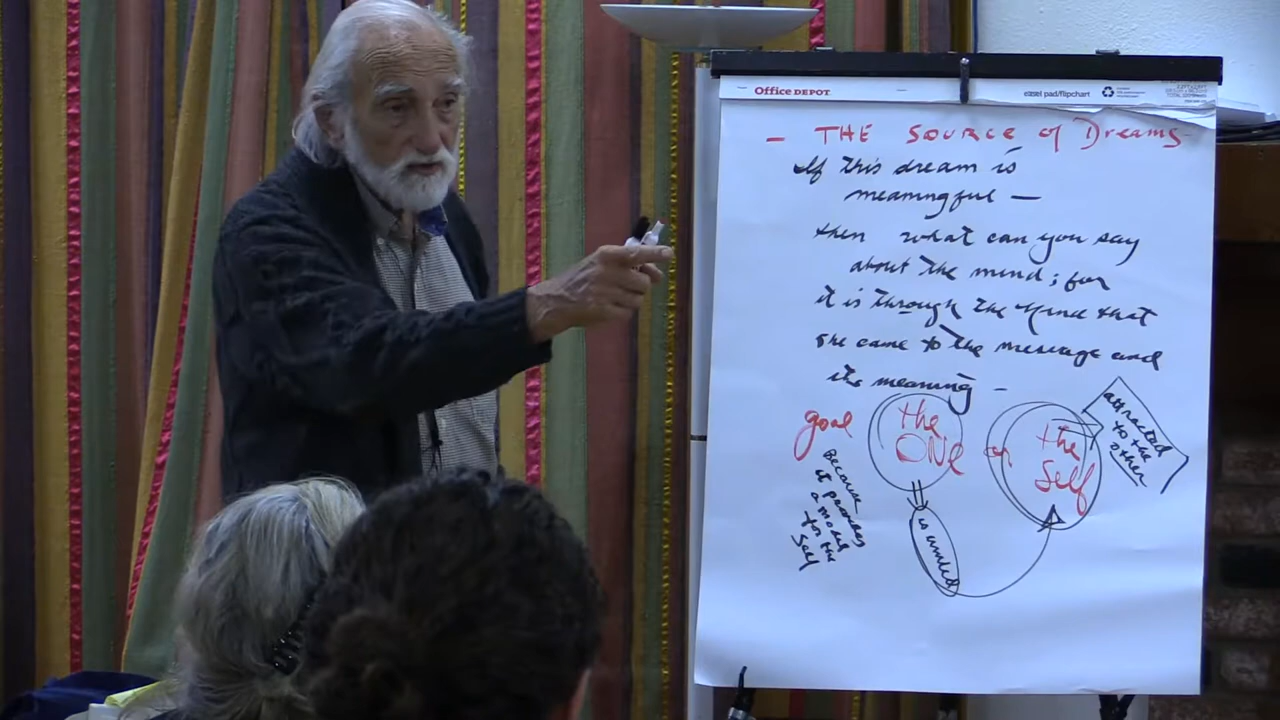 Office DEPOT
easel pad/flipchart
- THE SOURCE of Dreams
If this dream is
meaningful —
then what can you say
about the mind; for
it is through the Mind that
one came to the message and
its meaning -
goal
the
ONE
or
the
Self
attracted
to the
other
Because
it provides
a model
for the
Self
is united